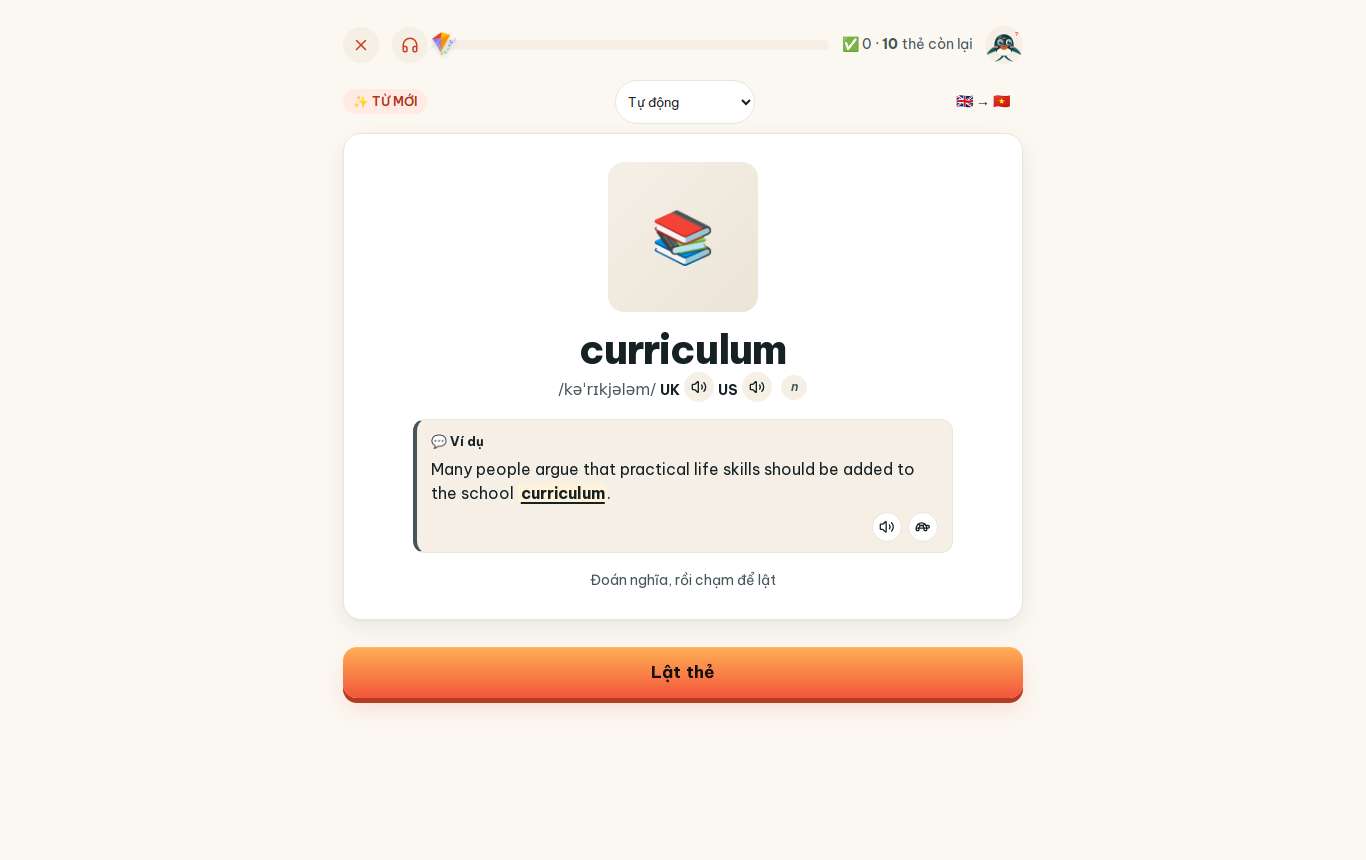 ✅ 0 · 10 thẻ còn lại
✨ TỪ MỚI
Tự động
🇬🇧 → 🇻🇳
curriculum
/kəˈrɪkjələm/ UK US n
💬 Ví dụ
Many people argue that practical life skills should be added to
the school curriculum.
Đoán nghĩa, rồi chạm để lật
Lật thẻ